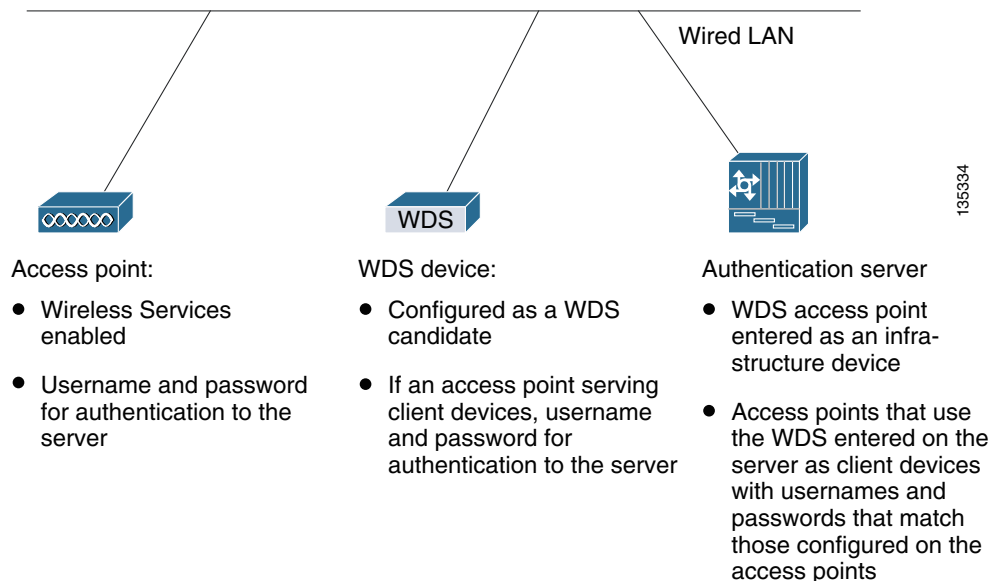 Wired LAN
135334
WDS
Access point:
● Wireless Services
enabled
● Username and password
for authentication to the
server
WDS device:
● Configured as a WDS
candidate
● If an access point serving
client devices, username
and password for
authentication to the server
Authentication server
● WDS access point
entered as an infra-
structure device
● Access points that use
the WDS entered on the
server as client devices
with usernames and
passwords that match
those configured on the
access points